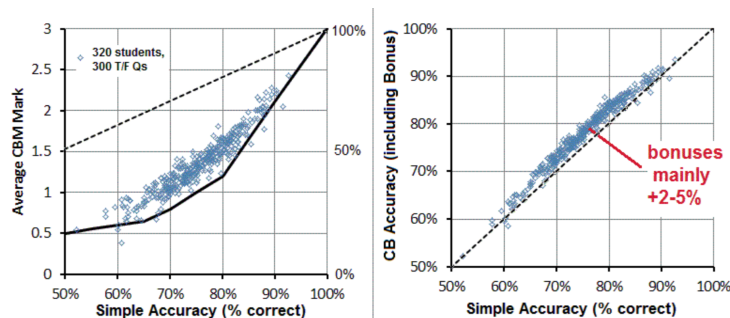 3
2.5
2
1.5
1
0.5
0
Average CBM Mark
320 students,
300 T/F Qs
100%
50%
0%
50% 60% 70% 80% 90% 100%
Simple Accuracy (% correct)
100%
90%
80%
70%
60%
50%
CB Accuracy (including Bonus)
bonuses
mainly
+2-5%
50% 60% 70% 80% 90% 100%
Simple Accuracy (% correct)